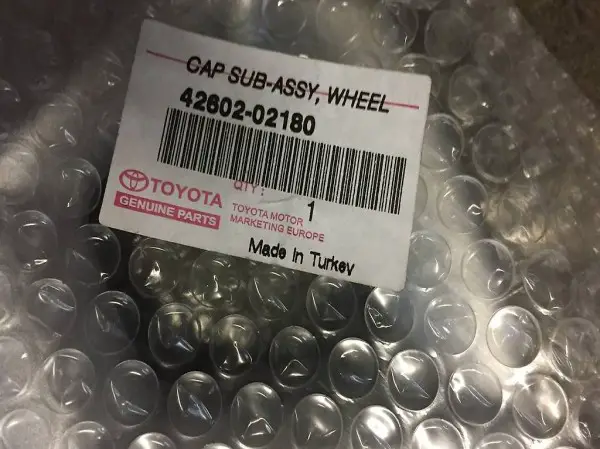 CAP SUB-ASSY, WHEEL
42602-02180
TOYOTA
GENUINE PARTS
QTY: 1
TOYOTA MOTOR
MARKETING EUROPE
Made In Turkey